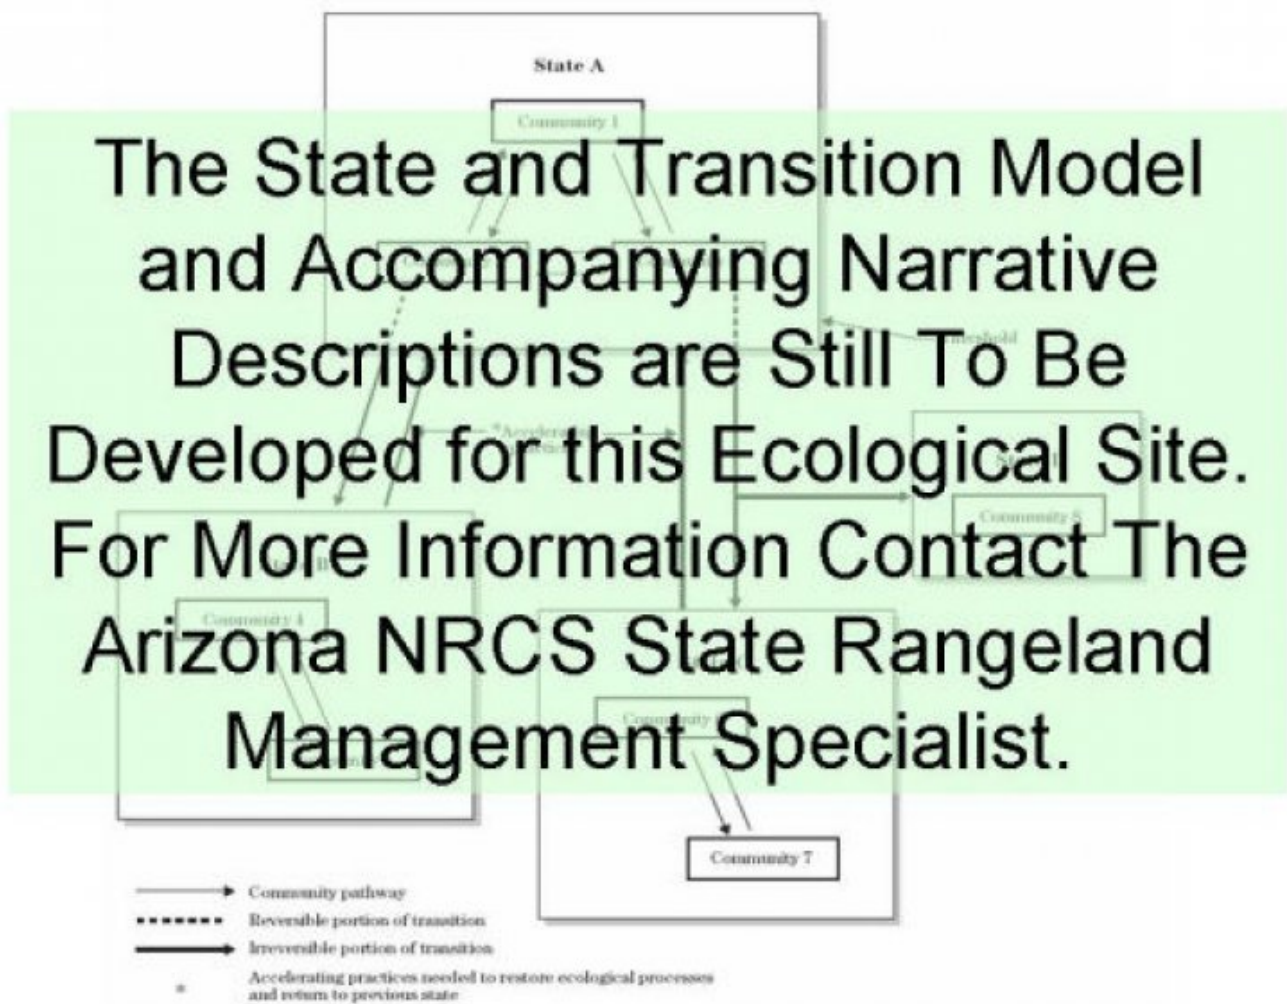 State A
Community 1
The State and Transition Model
and Accompanying Narrative
Descriptions are Still To Be
Developed for this Ecological Site.
For More Information Contact The
Arizona NRCS State Rangeland
Management Specialist.
Community 4
Community
Community 7
Community pathway
Reversible portion of transition
Irreversible portion of transition
* Accelerating practices needed to restore ecological processes
and return to previous state